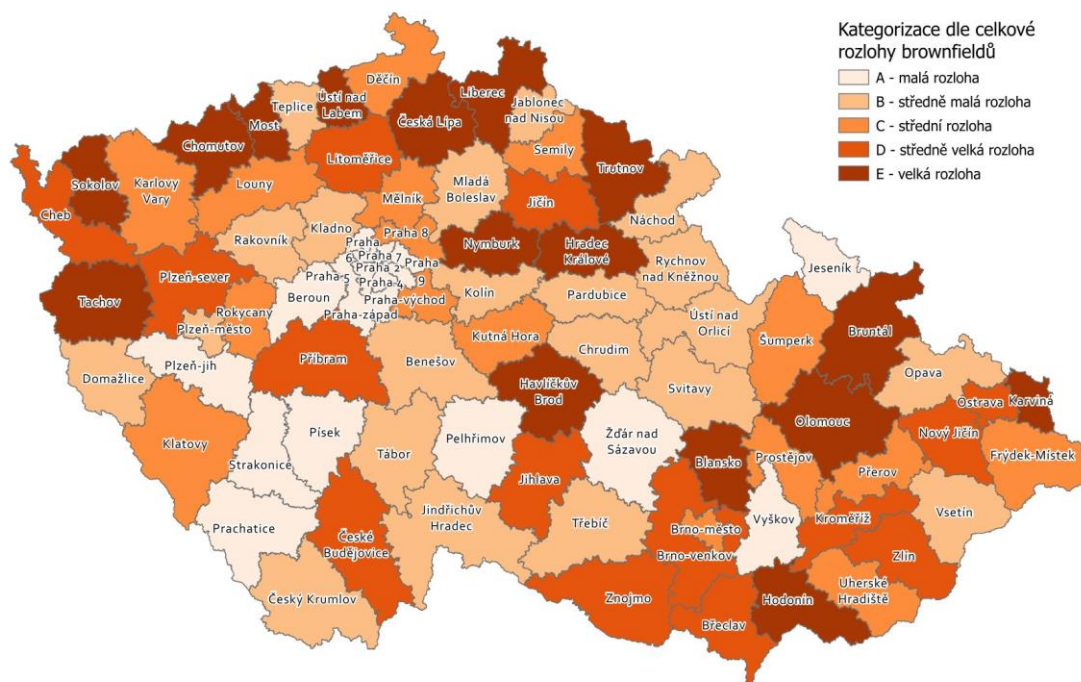 Kategorizace dle celkové
rozlohy brownfieldů
A - malá rozloha
B - středně malá rozloha
C - střední rozloha
D - středně velká rozloha
E - velká rozloha
Děčín
Liberec
Ústí nad
Labem
Teplice
Jablonec
nad Nisou
Most
Česká Lípa
Chomutov
Semily
Trutnov
Litoměřice
Sokolov
Karlovy
Vary
Louny
Mladá
Boleslav
Mělník
Jičín
Cheb
Náchod
Kladno
Rakovník
Praha 8
Nymburk
Hradec
Králové
Praha
6
Praha 7
Praha
9
Praha 2
Praha
5
Praha 4
Rychnov
nad Kněžnou
Jeseník
Plzeň-sever
Tachov
Beroun
Praha-východ
Praha-západ
Kolín
Pardubice
Rokycany
Plzeň-město
Ústí nad
Orlicí
Bruntál
Kutná Hora
Šumperk
Chrudim
Příbram
Benešov
Plzeň-jih
Domažlice
Opava
Svitavy
Havlíčkův
Brod
Ostrava
Karviná
Olomouc
Nový Jičín
Písek
Pelhřimov
Žďár nad
Sázavou
Klatovy
Strakonice
Tábor
Frýdek-Místek
Prostějov
Blansko
Přerov
Jihlava
Jindřichův
Hradec
Vsetín
Vyškov
Kroměříž
Třebíč
Brno-město
Prachatice
České
Budějovice
Brno-venkov
Zlín
Uherské
Hradiště
Český Krumlov
Znojmo
Hodonín
Břeclav